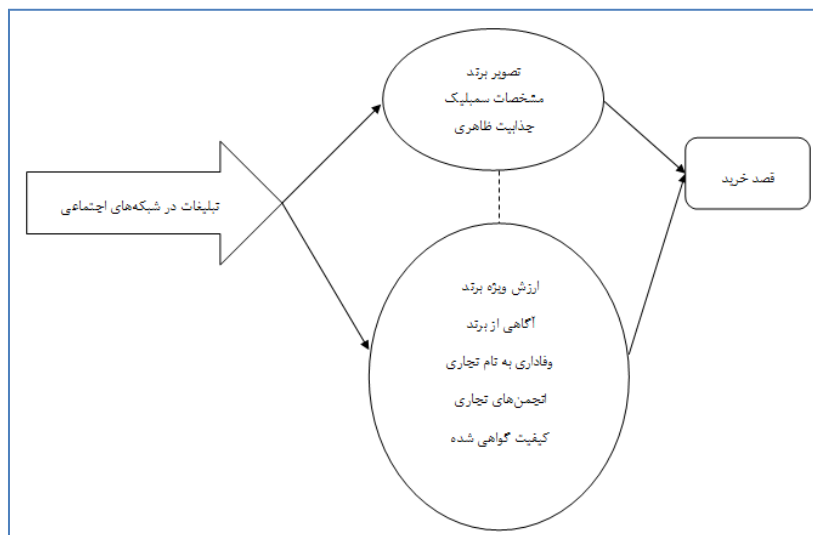 تصویر برند
مشخصات سمبلیک
جذابیت ظاهری
قصد خرید
تبلیغات در شبکه‌های اجتماعی
ارزش ویژه برند
آگاهی از برند
وفاداری به نام تجاری
انجمن‌های تجاری
کیفیت گواهی شده